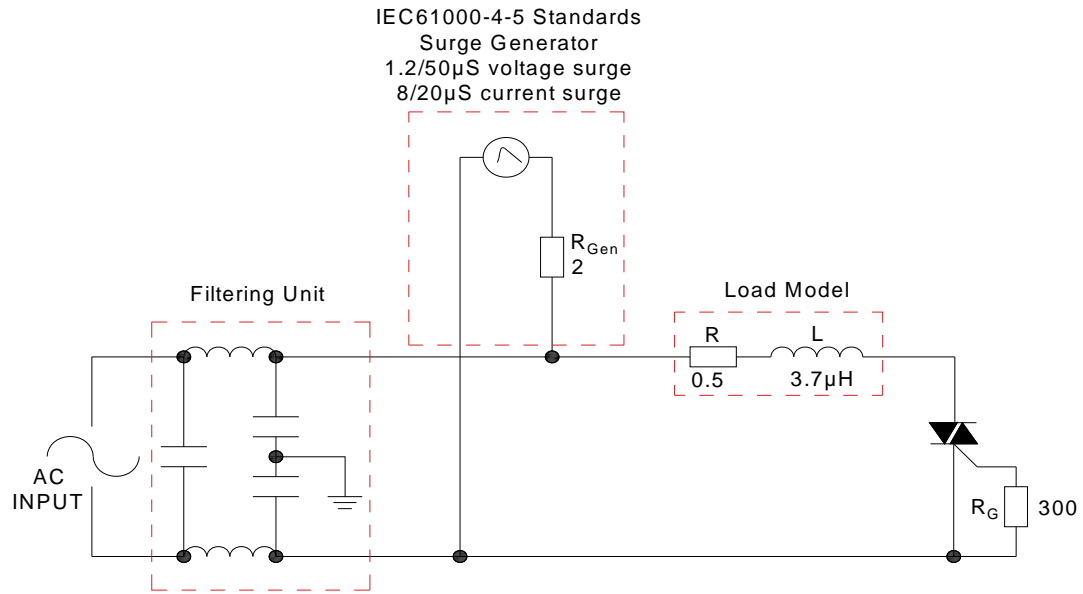 IEC61000-4-5 Standards
Surge Generator
1.2/50µS voltage surge
8/20µS current surge
RGen
2
Filtering Unit
Load Model
R
L
0.5
3.7µH
AC
INPUT
RG
300